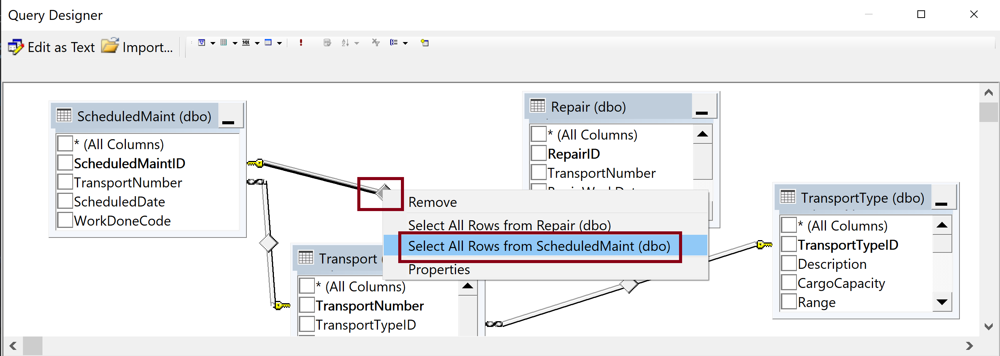 Query Designer
Edit as Text Import...
SQL
ScheduledMaint (dbo)
* (All Columns)
ScheduledMaintID
TransportNumber
ScheduledDate
WorkDoneCode
Repair (dbo)
* (All Columns)
RepairID
TransportNumber
Remove
Select All Rows from Repair (dbo)
Select All Rows from ScheduledMaint (dbo)
Properties
Transport (
* (All Columns)
TransportNumber
TransportTypeID
TransportType (dbo)
* (All Columns)
TransportTypeID
Description
CargoCapacity
Range